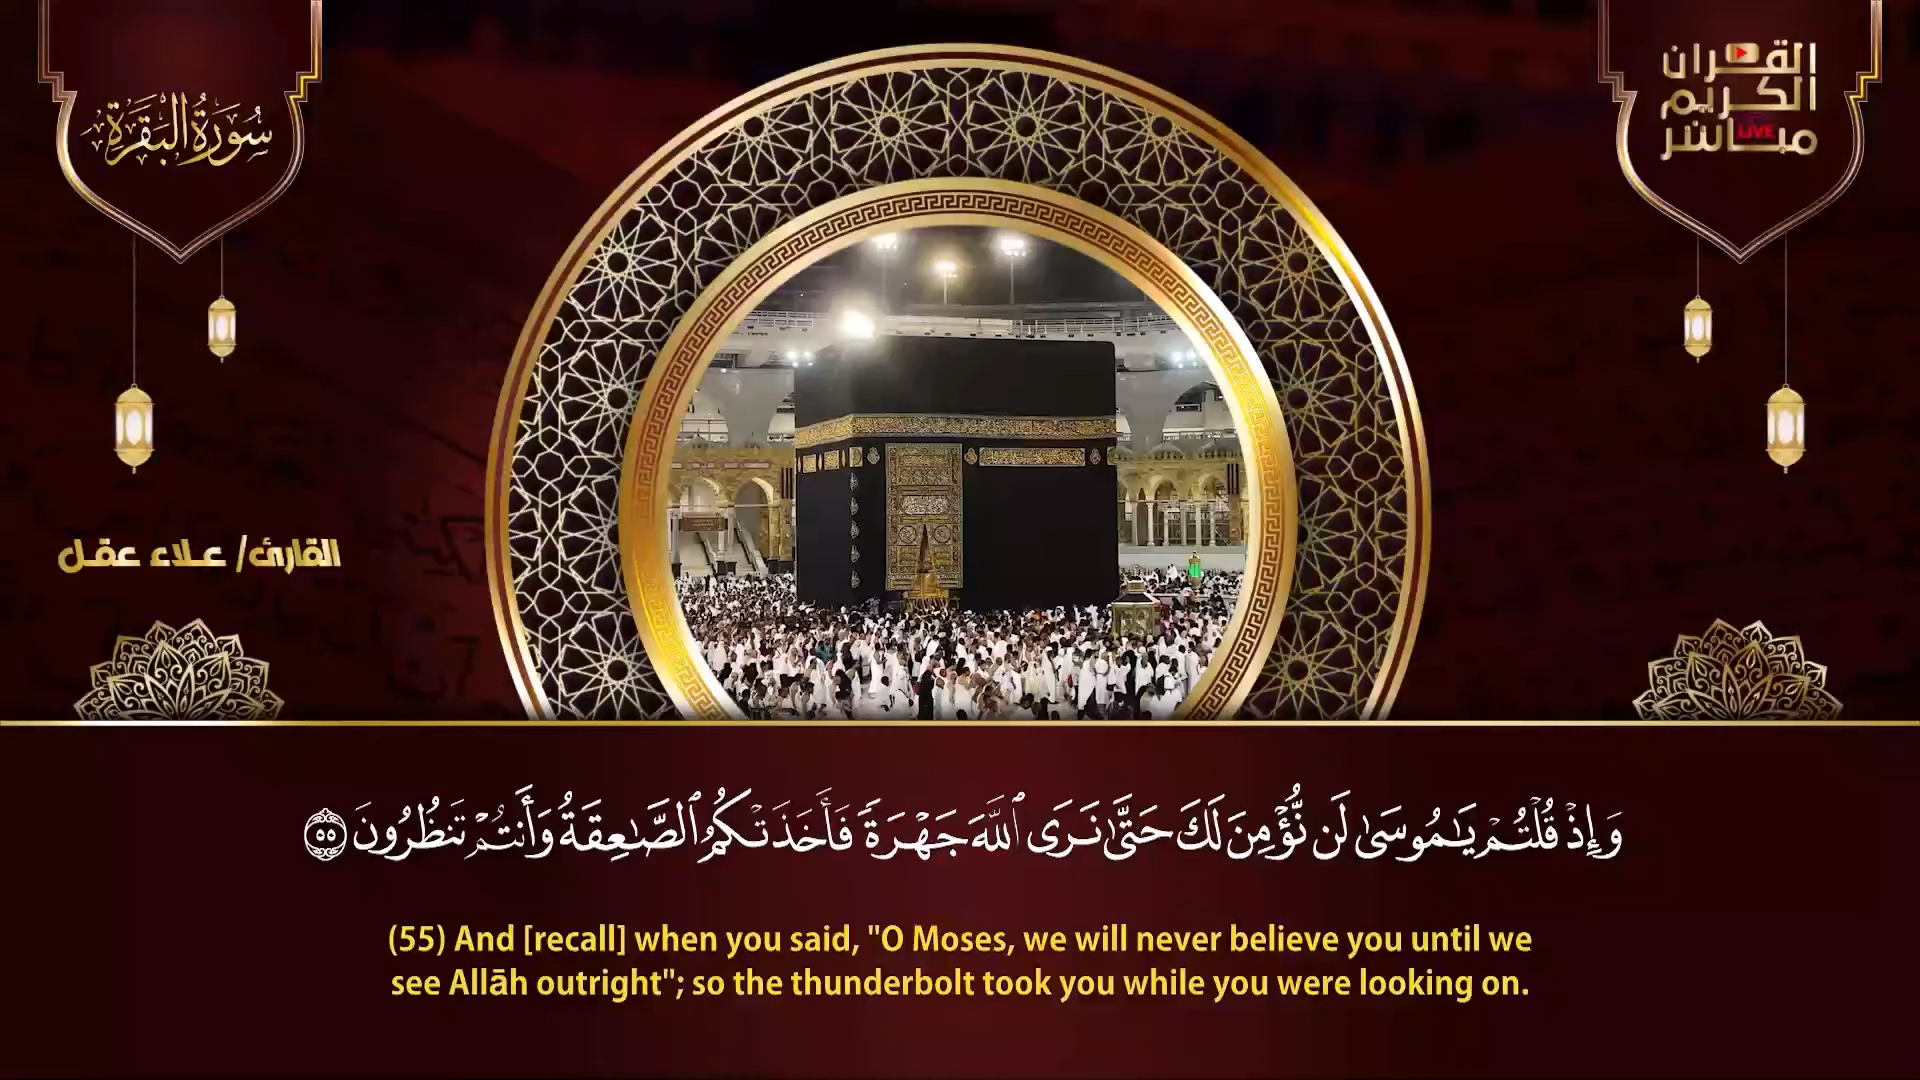 سُورَةُ البَقَرَةِ
القرآن
الكريم
مباشر
LIVE
القارئ/ علاء عقل
وَإِذْ قُلْتُمْ يَٰمُوسَىٰ لَن نُّؤْمِنَ لَكَ حَتَّىٰ نَرَى ٱللَّهَ جَهْرَةً فَأَخَذَتْكُمُ ٱلصَّٰعِقَةُ وَأَنتُمْ تَنظُرُونَ ٥٥
(55) And [recall] when you said, "O Moses, we will never believe you until we
see Allāh outright"; so the thunderbolt took you while you were looking on.